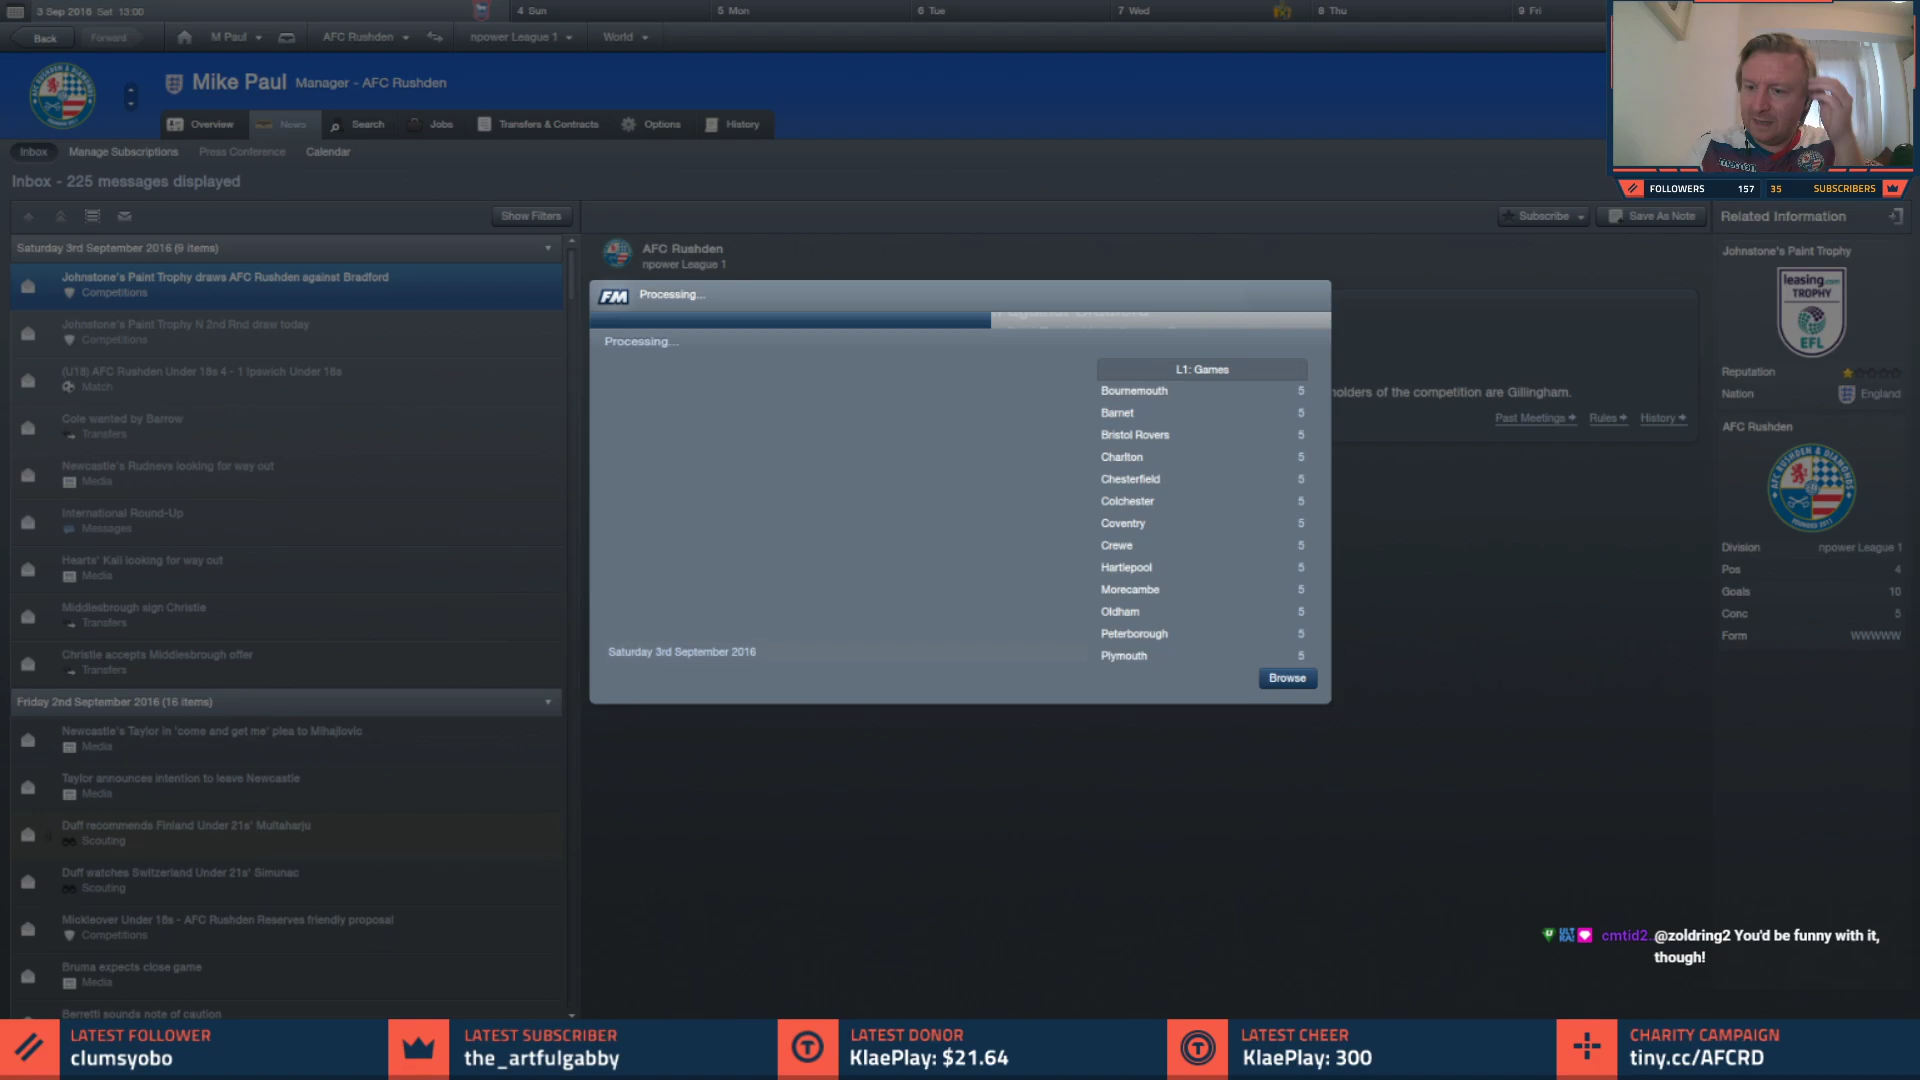 3 Sep 2016 Sat 13:00
4 Sun
5 Mon
6 Tue
7 Wed
8 Thu
9 Fri
Back
Forward
M Paul
AFC Rushden
npower League 1
World
Mike Paul Manager - AFC Rushden
Overview
News
Search
Jobs
Transfers & Contracts
Options
History
Inbox
Manage Subscriptions
Press Conference
Calendar
Inbox - 225 messages displayed
Show Filters
Saturday 3rd September 2016 (9 items)
Johnstone's Paint Trophy draws AFC Rushden against Bradford
Competitions
Johnstone's Paint Trophy N 2nd Rnd draw today
Competitions
(U18) AFC Rushden Under 18s 4 - 1 Ipswich Under 18s
Match
Cole wanted by Barrow
Transfers
Newcastle's Rudnevs looking for way out
Media
International Round-Up
Messages
Hearts' Kali looking for way out
Media
Middlesbrough sign Christie
Transfers
Christie accepts Middlesbrough offer
Transfers
Friday 2nd September 2016 (16 items)
Newcastle's Taylor in 'come and get me' plea to Mihajlovic
Media
Taylor announces intention to leave Newcastle
Media
Duff recommends Finland Under 21s' Multaharju
Scouting
Duff watches Switzerland Under 21s' Simunac
Scouting
Mickleover Under 18s - AFC Rushden Reserves friendly proposal
Competitions
Bruma expects close game
Media
Berretti sounds note of caution
AFC Rushden
npower League 1
Subscribe
Save As Note
FM
Processing...
against Bradford
Processing...
L1: Games
Bournemouth 5
Barnet 5
Bristol Rovers 5
Charlton 5
Chesterfield 5
Colchester 5
Coventry 5
Crewe 5
Hartlepool 5
Morecambe 5
Oldham 5
Peterborough 5
Plymouth 5
Saturday 3rd September 2016
Browse
holders of the competition are Gillingham.
Past Meetings
Rules
History
FOLLOWERS 157
35 SUBSCRIBERS
Related Information
Johnstone's Paint Trophy
leasing.com
TROPHY
EFL
Reputation
Nation England
AFC Rushden
AFC RUSHDEN & DIAMONDS
FOUNDED 2011
Division npower League 1
Pos 4
Goals 10
Conc 5
Form WWWWW
ULTRA!
cmtid2: @zoldring2 You'd be funny with it,
though!
LATEST FOLLOWER
clumsyobo
LATEST SUBSCRIBER
the_artfulgabby
LATEST DONOR
KlaePlay: $21.64
LATEST CHEER
KlaePlay: 300
CHARITY CAMPAIGN
tiny.cc/AFCRD